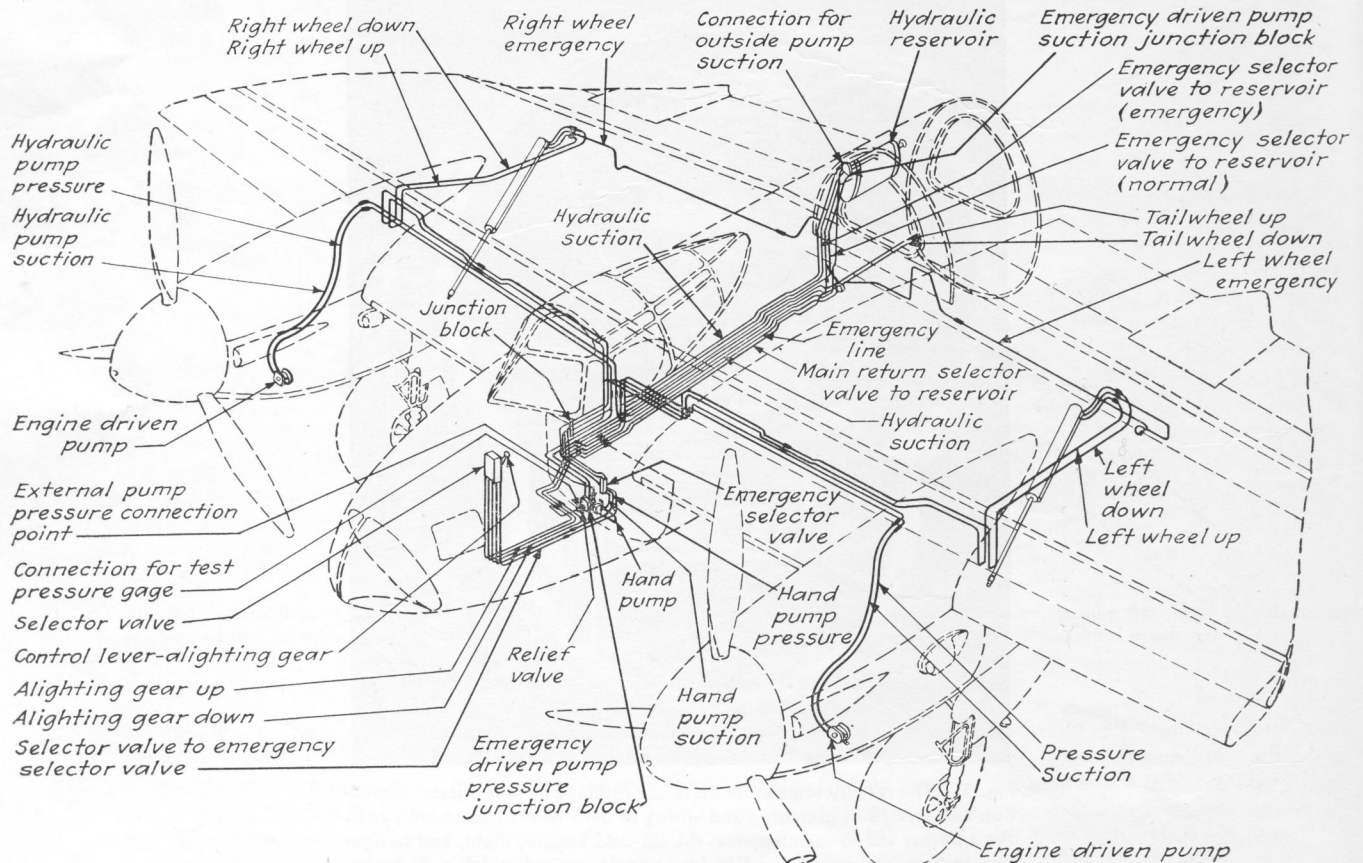 Right wheel down
Right wheel up
Right wheel
emergency
Connection for
outside pump
suction
Hydraulic
reservoir
Emergency driven pump
suction junction block
Emergency selector
valve to reservoir
(emergency)
Emergency selector
valve to reservoir
(normal)
Tailwheel up
Tailwheel down
Left wheel
emergency
Hydraulic
pump
pressure
Hydraulic
pump
suction
Hydraulic
suction
Junction
block
Emergency
line
Main return selector
valve to reservoir
Hydraulic
suction
Engine driven
pump
External pump
pressure connection
point
Connection for test
pressure gage
Selector valve
Control lever-alighting gear
Alighting gear up
Alighting gear down
Selector valve to emergency
selector valve
Relief
valve
Emergency
driven pump
pressure
junction block
Hand
pump
Emergency
selector
valve
Hand
pump
pressure
Hand
pump
suction
Left
wheel
down
Left wheel up
Pressure
Suction
Engine driven pump